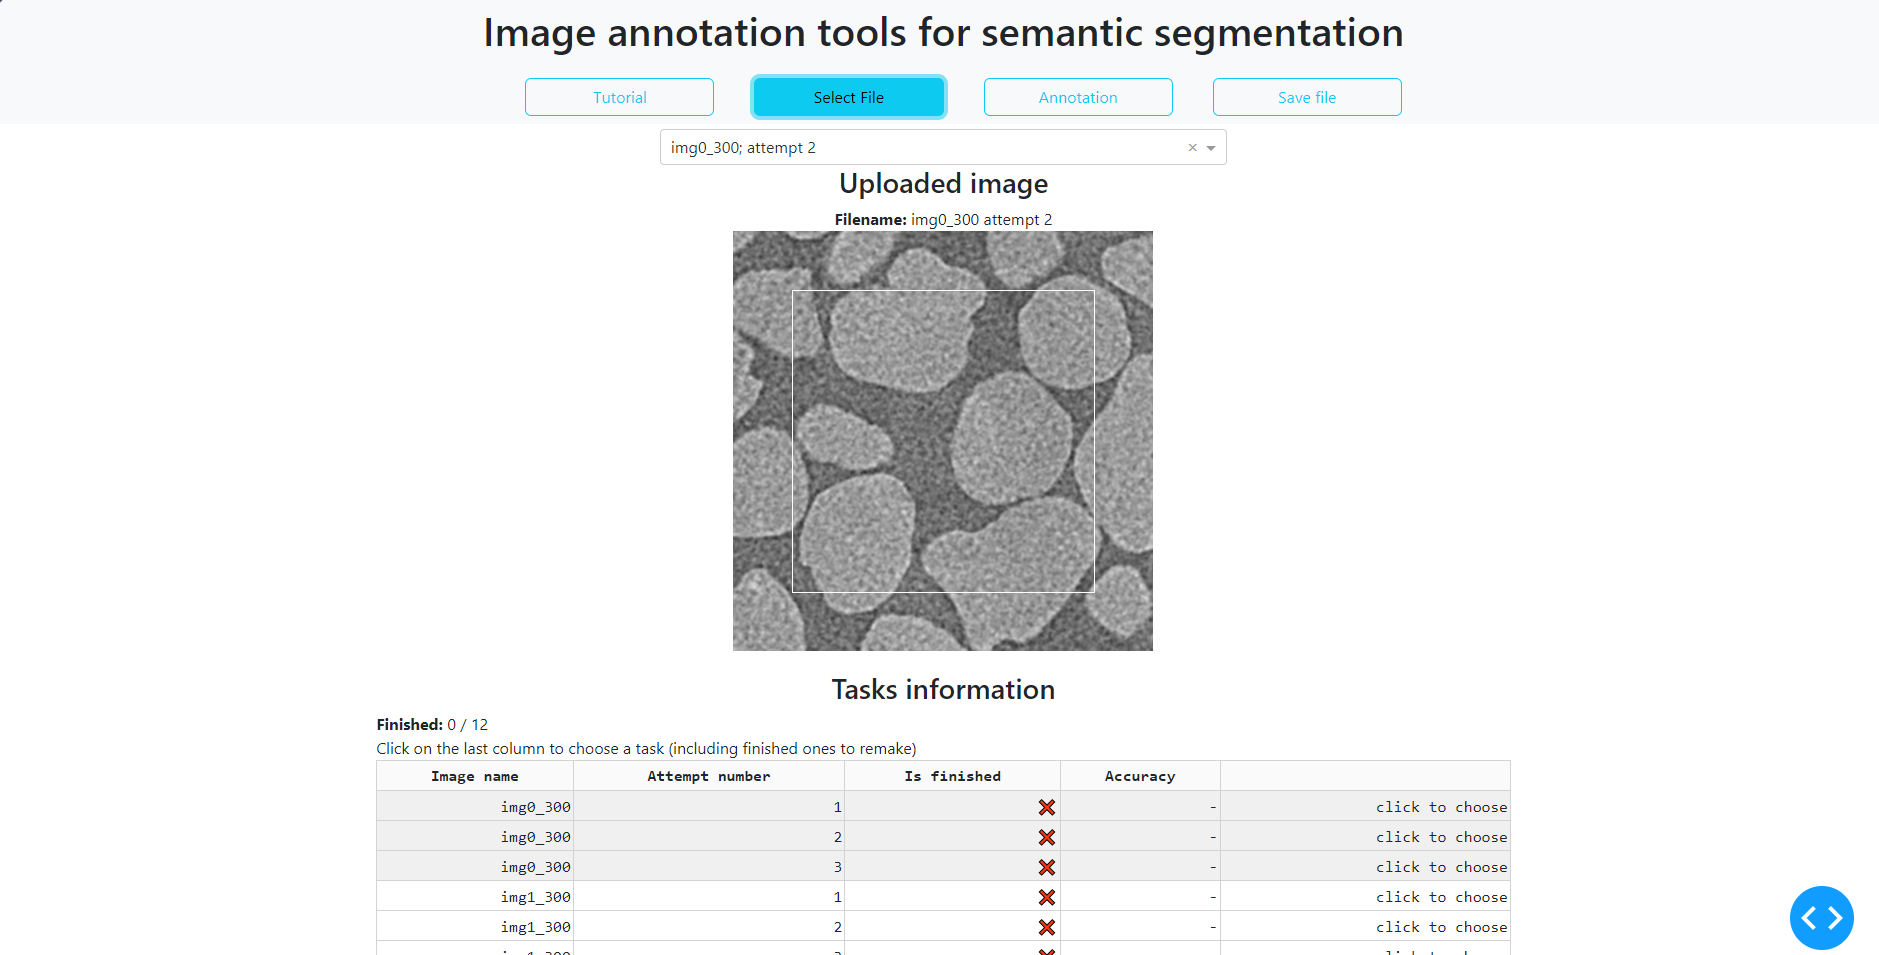 Image annotation tools for semantic segmentation
Tutorial Select File Annotation Save file
img0_300; attempt 2
Uploaded image
Filename: img0_300 attempt 2
Tasks information
Finished: 0 / 12
Click on the last column to choose a task (including finished ones to remake)
Image name Attempt number Is finished Accuracy
img0_300 1 ❌ - click to choose
img0_300 2 ❌ - click to choose
img0_300 3 ❌ - click to choose
img1_300 1 ❌ - click to choose
img1_300 2 ❌ - click to choose